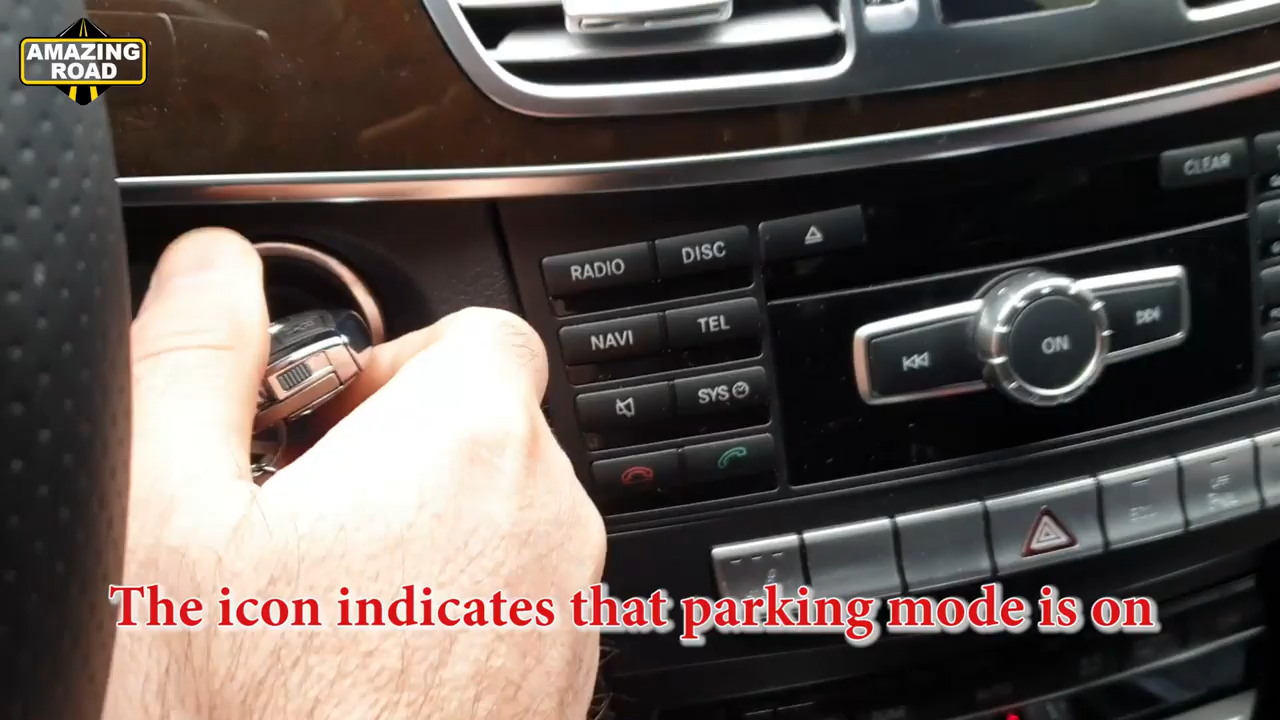 AMAZING
ROAD
CLEAR
RADIO
DISC
NAVI
TEL
SYS
ON
The icon indicates that parking mode is on